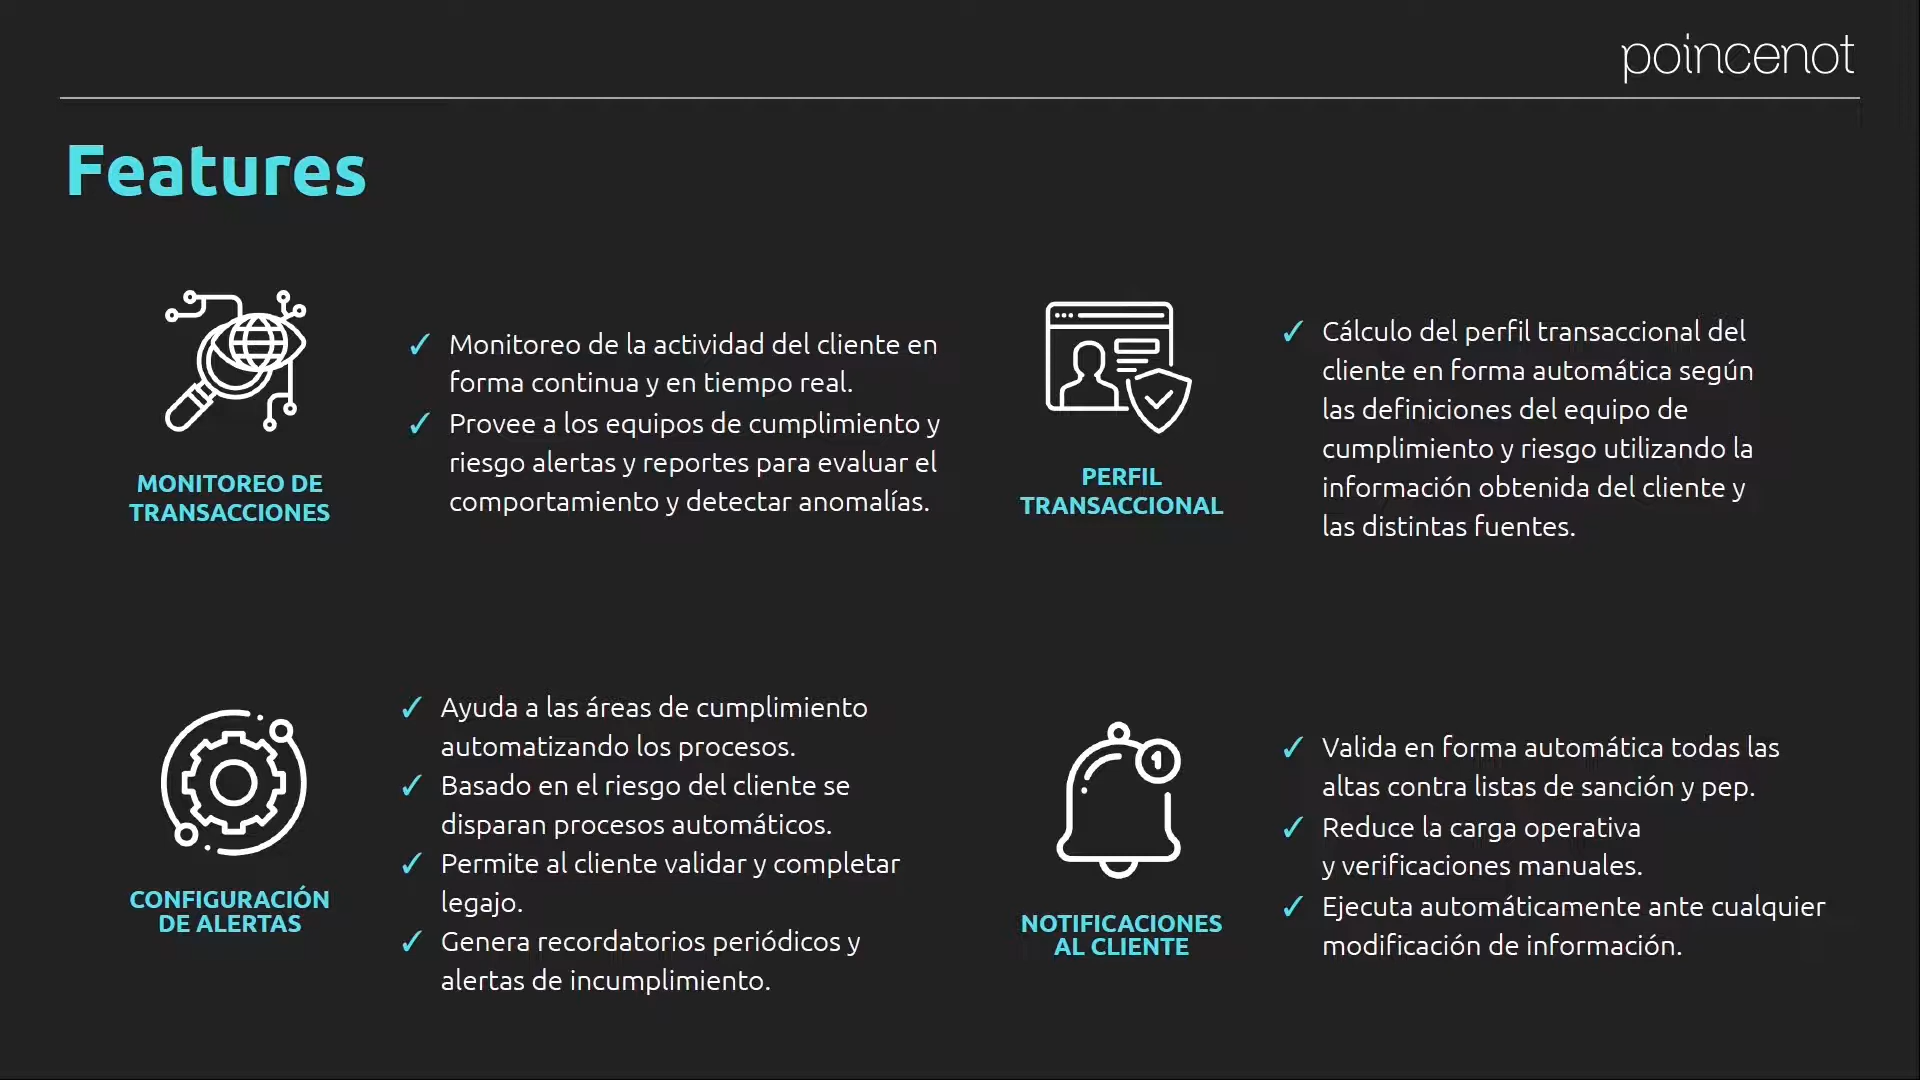 poincenot
Features
MONITOREO DE
TRANSACCIONES
✓ Monitoreo de la actividad del cliente en
forma continua y en tiempo real.
✓ Provee a los equipos de cumplimiento y
riesgo alertas y reportes para evaluar el
comportamiento y detectar anomalías.
PERFIL
TRANSACCIONAL
✓ Cálculo del perfil transaccional del
cliente en forma automática según
las definiciones del equipo de
cumplimiento y riesgo utilizando la
información obtenida del cliente y
las distintas fuentes.
CONFIGURACIÓN
DE ALERTAS
✓ Ayuda a las áreas de cumplimiento
automatizando los procesos.
✓ Basado en el riesgo del cliente se
disparan procesos automáticos.
✓ Permite al cliente validar y completar
legajo.
✓ Genera recordatorios periódicos y
alertas de incumplimiento.
1
NOTIFICACIONES
AL CLIENTE
✓ Valida en forma automática todas las
altas contra listas de sanción y pep.
✓ Reduce la carga operativa
y verificaciones manuales.
✓ Ejecuta automáticamente ante cualquier
modificación de información.